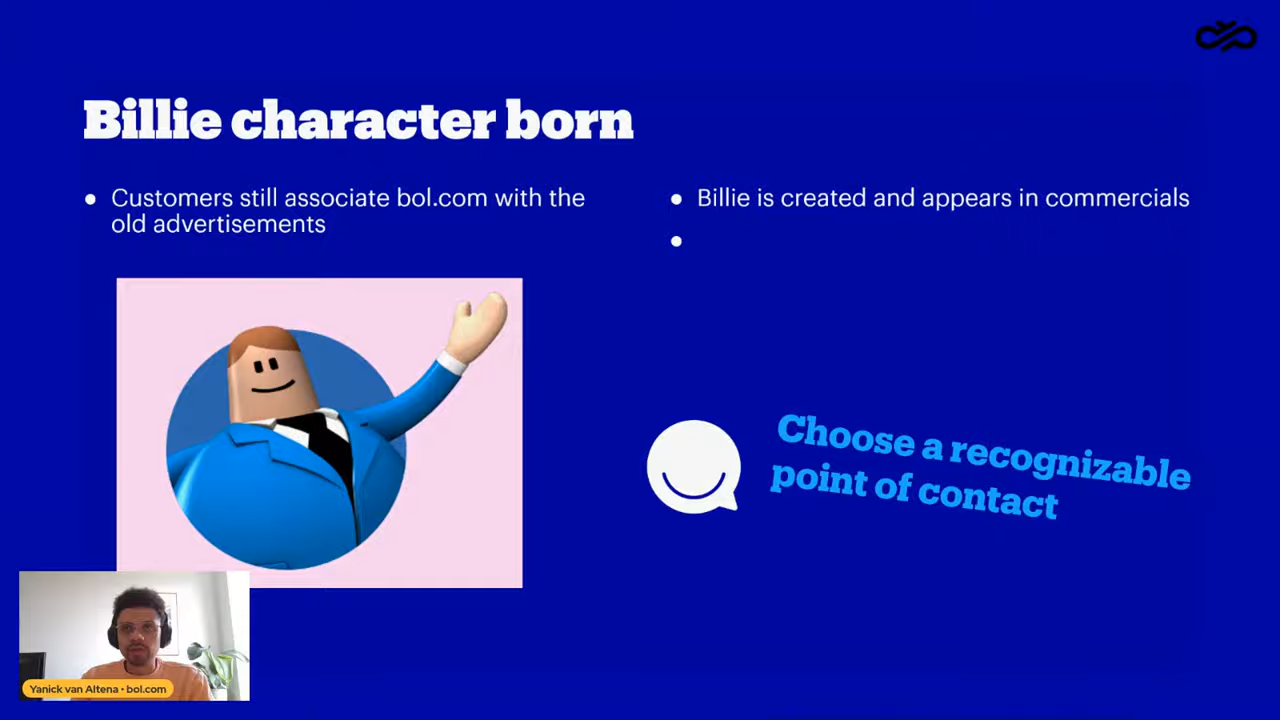 Billie character born
● Customers still associate bol.com with the
old advertisements
● Billie is created and appears in commercials
●
Choose a recognizable
point of contact
Yanick van Altena • bol.com